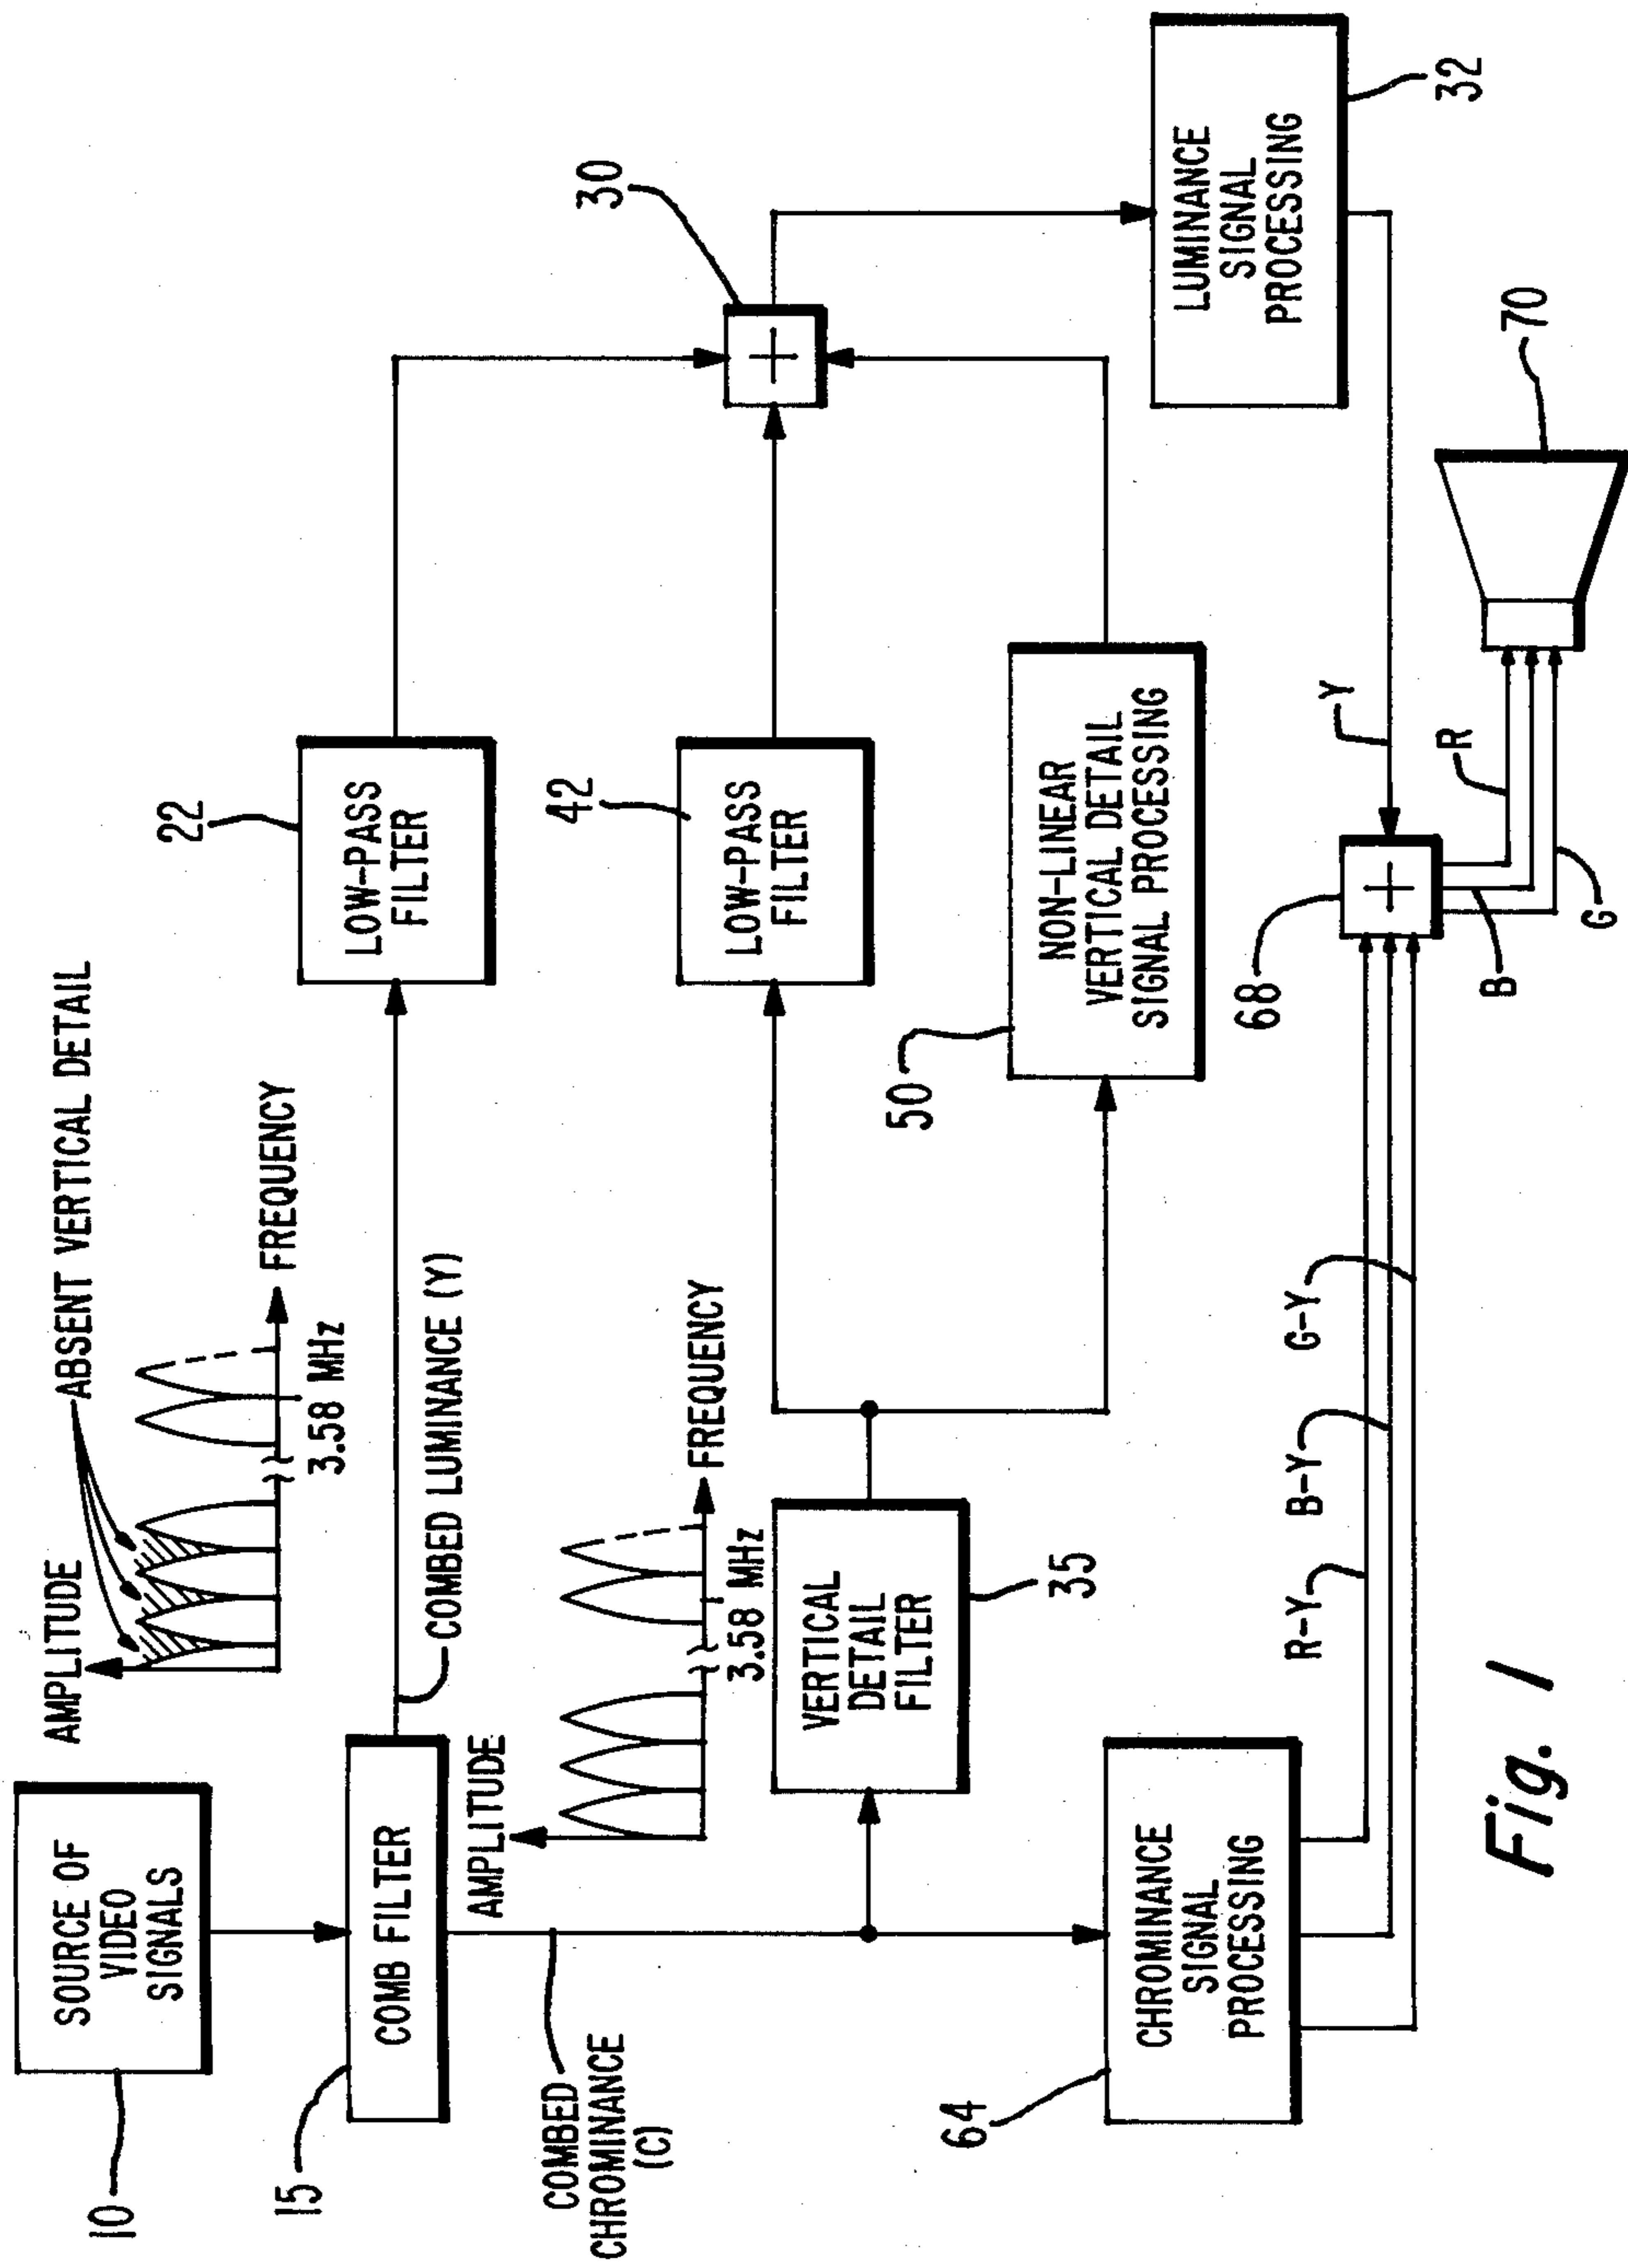 10
SOURCE OF
VIDEO
SIGNALS
15
COMB FILTER
AMPLITUDE
ABSENT VERTICAL DETAIL
FREQUENCY
3.58 MHz
COMBED LUMINANCE (Y)
22
LOW-PASS
FILTER
COMBED
CHROMINANCE
(C)
AMPLITUDE
FREQUENCY
3.58 MHz
VERTICAL
DETAIL
FILTER
35
42
LOW-PASS
FILTER
30
50
NON-LINEAR
VERTICAL DETAIL
SIGNAL PROCESSING
LUMINANCE
SIGNAL
PROCESSING
32
64
CHROMINANCE
SIGNAL
PROCESSING
R-Y
B-Y
G-Y
68
+
+
Y
R
B
G
70
Fig. 1